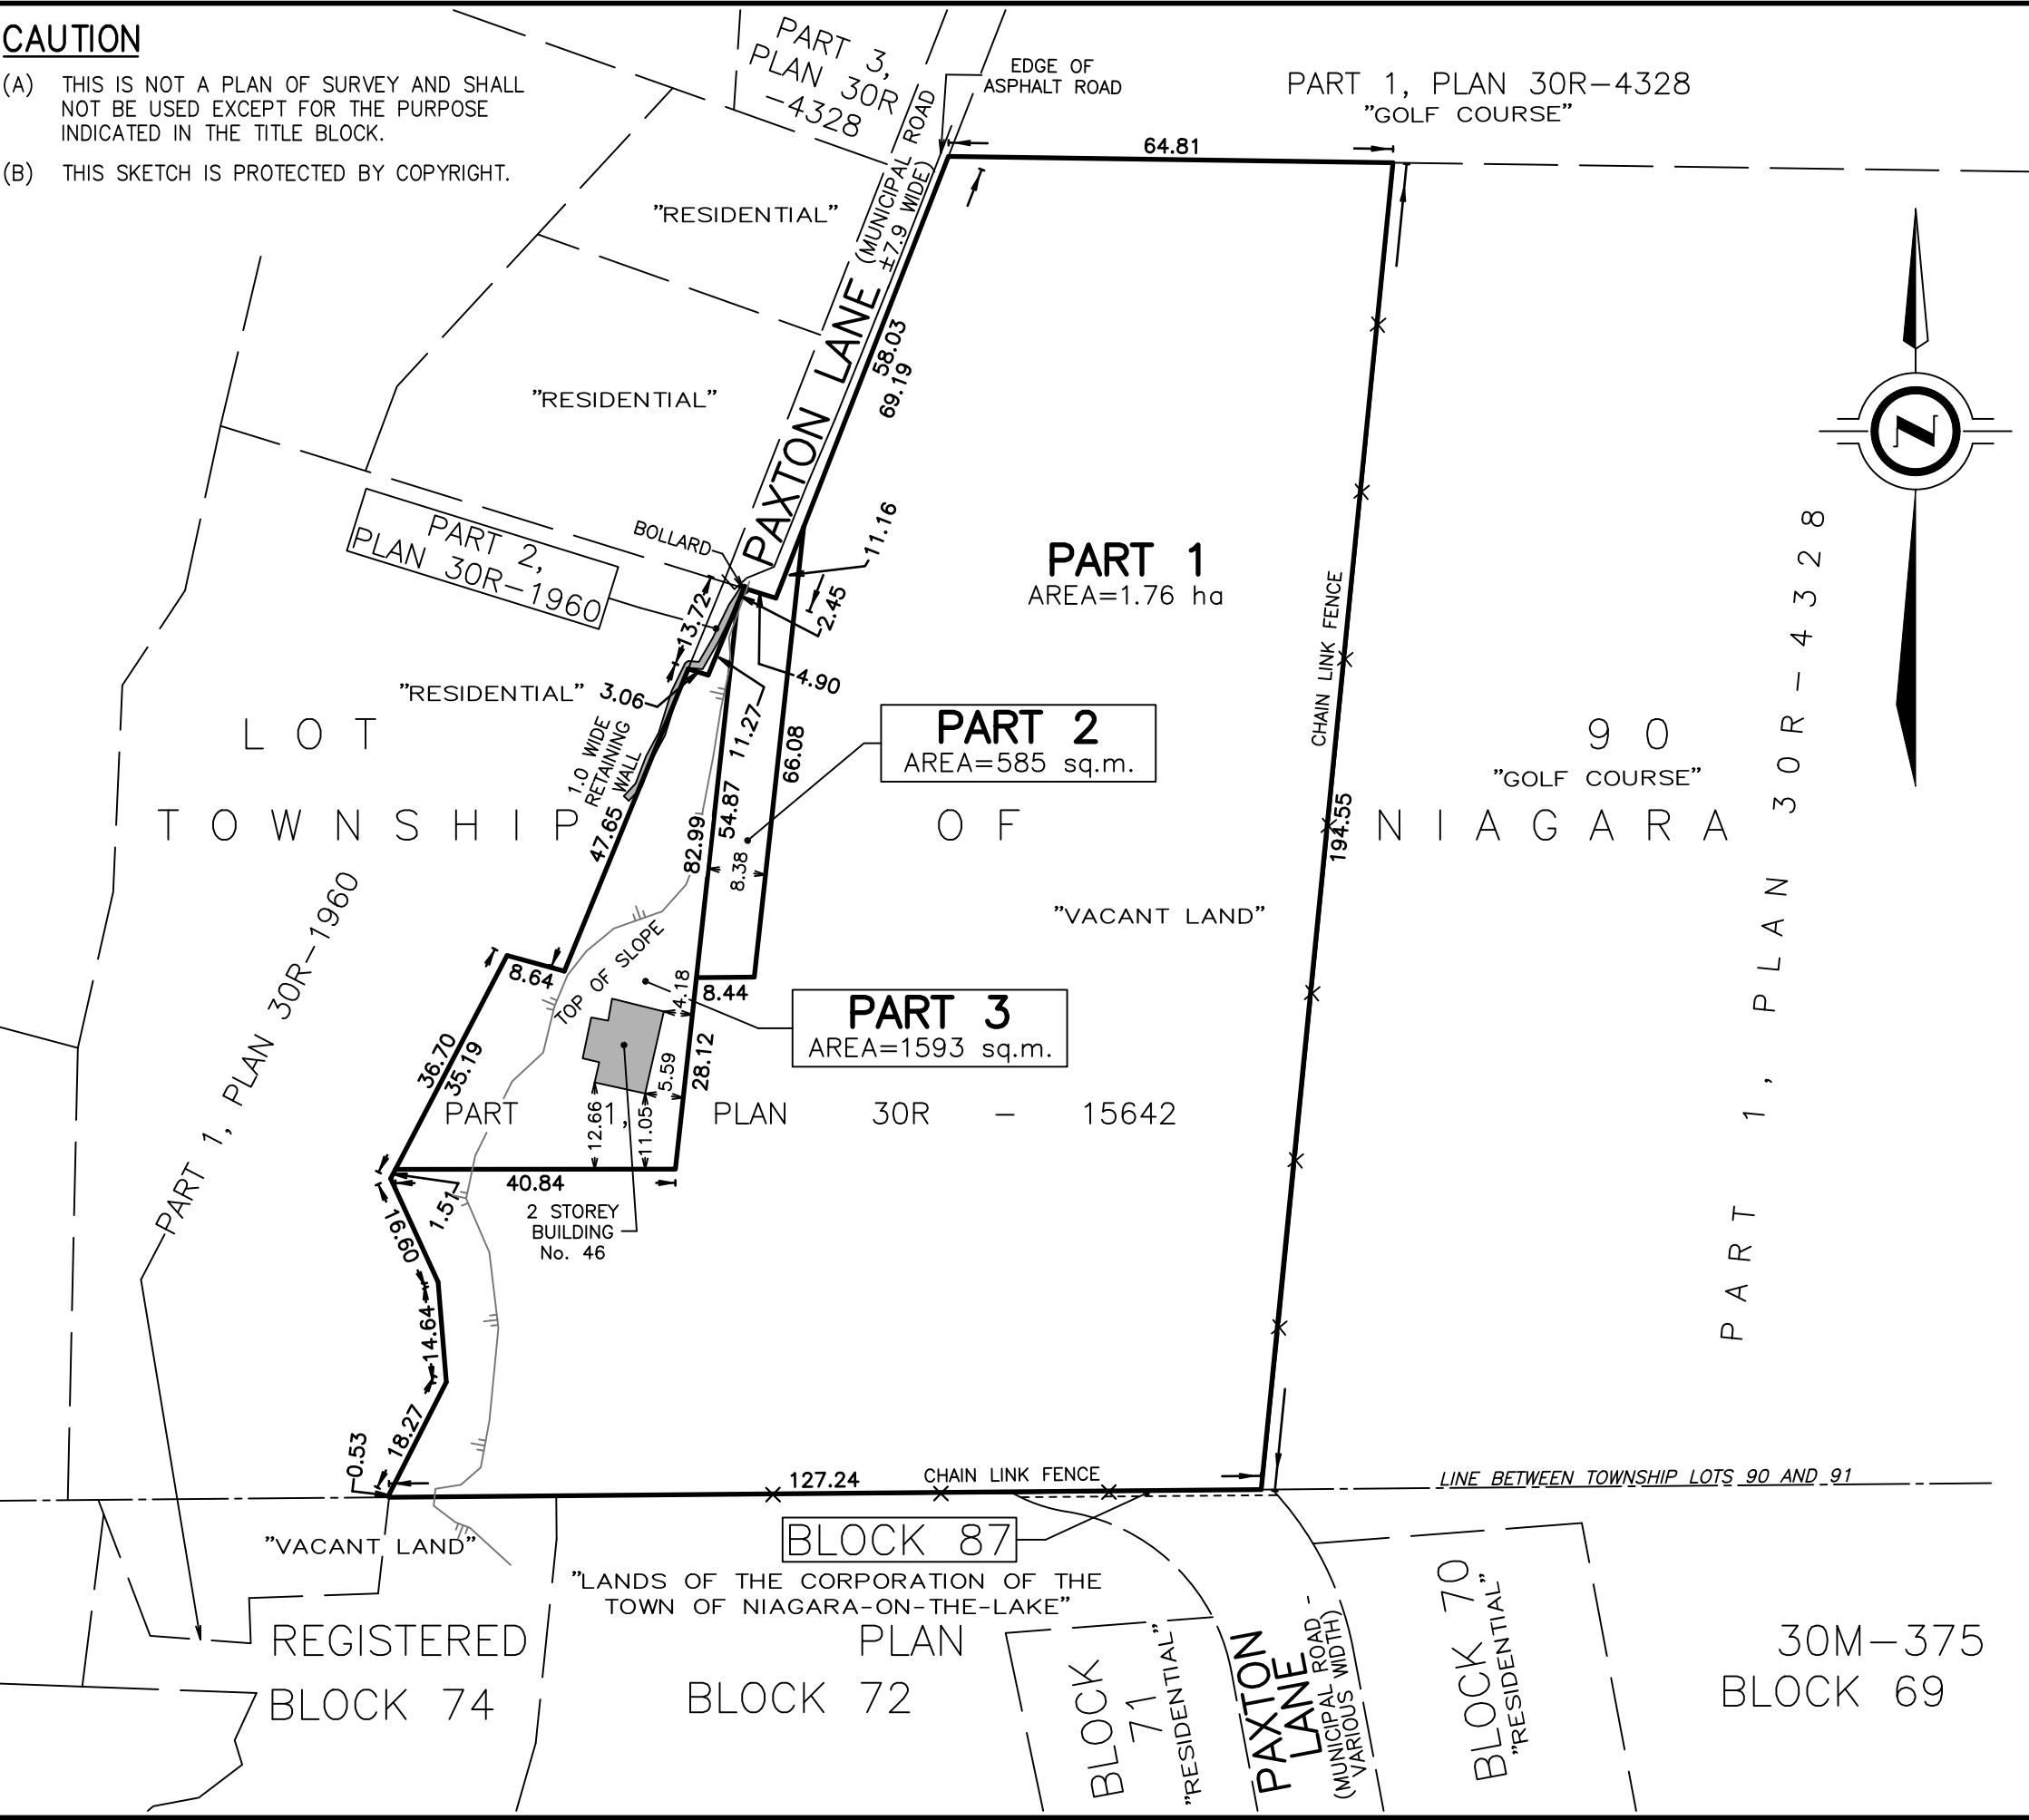 CAUTION
(A) THIS IS NOT A PLAN OF SURVEY AND SHALL
NOT BE USED EXCEPT FOR THE PURPOSE
INDICATED IN THE TITLE BLOCK.
(B) THIS SKETCH IS PROTECTED BY COPYRIGHT.
PART 3,
PLAN 30R
-4328
EDGE OF
ASPHALT ROAD
PART 1, PLAN 30R-4328
"GOLF COURSE"
64.81
"RESIDENTIAL"
PAXTON LANE
(MUNICIPAL ROAD
±7.9 WIDE)
58.03
69.19
"RESIDENTIAL"
N
PART 2,
PLAN 30R-1960
BOLLARD
11.16
PART 1
AREA=1.76 ha
13.72
2.45
CHAIN LINK FENCE
4.90
"RESIDENTIAL"
3.06
1.0 WIDE
RETAINING
WALL
11.27
66.08
PART 2
AREA=585 sq.m.
LOT
90
"GOLF COURSE"
TOWNSHIP OF NIAGARA
47.65
82.99
54.87
8.38
194.55
PART 1, PLAN 30R-4328
PART 1, PLAN 30R-1960
"VACANT LAND"
8.64
TOP OF SLOPE
4.18
8.44
PART 3
AREA=1593 sq.m.
36.70
35.19
5.59
28.12
12.66
11.05
PART 1, PLAN 30R - 15642
40.84
1.51
16.60
2 STOREY
BUILDING
No. 46
14.64
18.27
0.53
127.24
CHAIN LINK FENCE
LINE BETWEEN TOWNSHIP LOTS 90 AND 91
"VACANT LAND"
BLOCK 87
"LANDS OF THE CORPORATION OF THE
TOWN OF NIAGARA-ON-THE-LAKE"
REGISTERED PLAN 30M-375
BLOCK 74
BLOCK 72
BLOCK
71
"RESIDENTIAL"
PAXTON
LANE
(MUNICIPAL ROAD -
VARIOUS WIDTH)
BLOCK 70
"RESIDENTIAL"
BLOCK 69